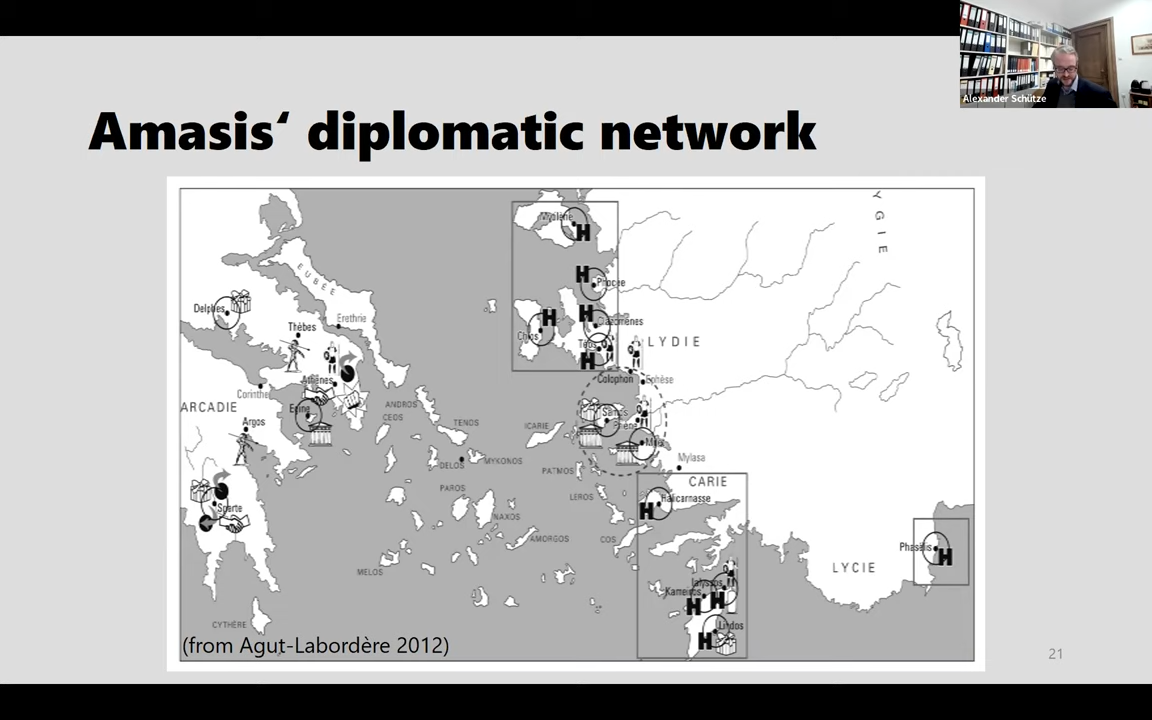 Alexander Schütze
Amasis‘ diplomatic network
Mytilène
H
GIE
EUBÉE
H
Phocée
Delphes
Érethrie
H
H
Clazomènes
Thèbes
Chios
Téos
LYDIE
H
Athènes
Colophon
Ephèse
Corinthe
ARCADIE
Egine
ANDROS
CEOS
Samos
Argos
TENOS
ICARIE
Priène
Milet
DELOS
MYKONOS
Mylasa
PATMOS
CARIE
PAROS
LEROS
Halicarnasse
H
Sparte
NAXOS
AMORGOS
COS
Phasélis
H
LYCIE
MELOS
Ialyssos
Kameiros
H
H
CYTHÈRE
Lindos
H
(from Agut-Labordère 2012)
21